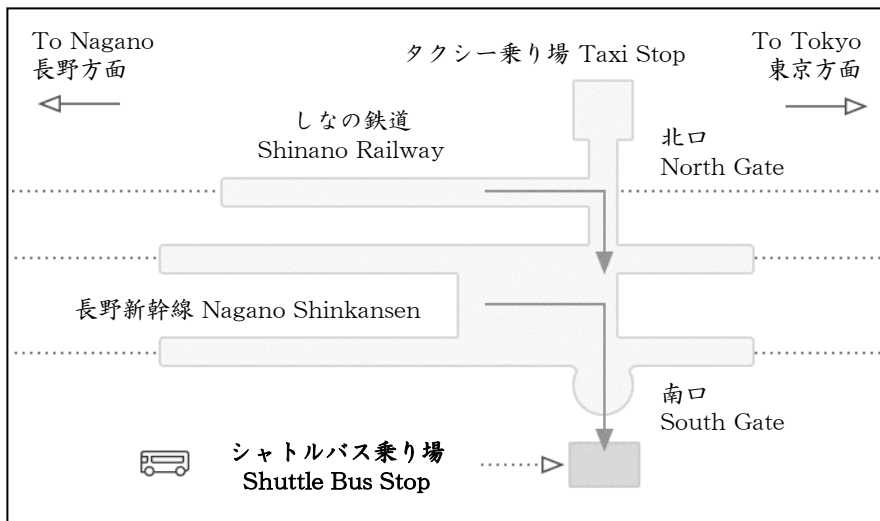 To Nagano
長野方面
タクシー乗り場 Taxi Stop
To Tokyo
東京方面
しなの鉄道
Shinano Railway
北口
North Gate
長野新幹線 Nagano Shinkansen
南口
South Gate
シャトルバス乗り場
Shuttle Bus Stop